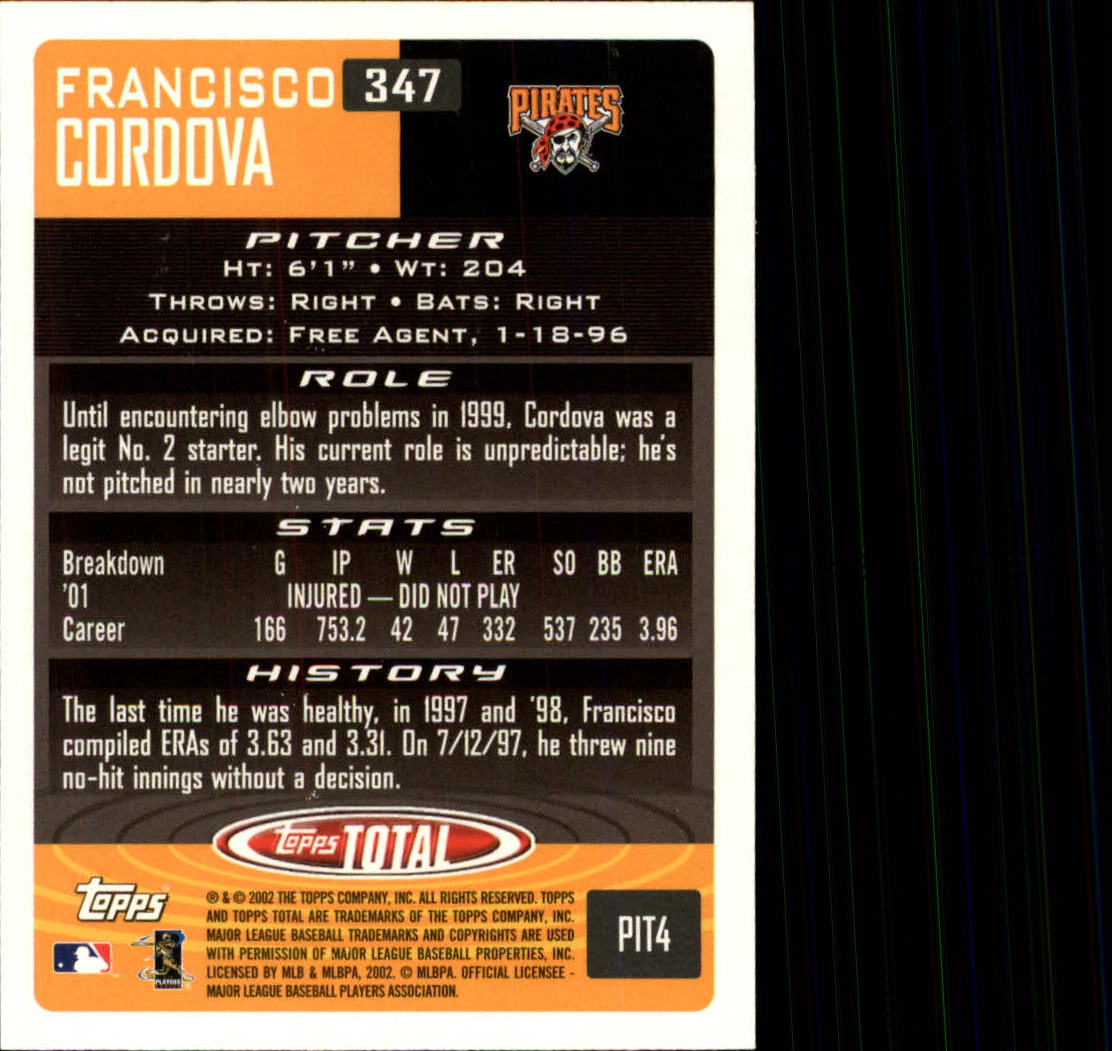 FRANCISCO 347
CORDOVA
PIRATES
PITCHER
HT: 6'1" • WT: 204
THROWS: RIGHT • BATS: RIGHT
ACQUIRED: FREE AGENT, 1-18-96
ROLE
Until encountering elbow problems in 1999, Cordova was a
legit No. 2 starter. His current role is unpredictable; he's
not pitched in nearly two years.
STATS
Breakdown G IP W L ER SO BB ERA
'01 INJURED — DID NOT PLAY
Career 166 753.2 42 47 332 537 235 3.96
HISTORY
The last time he was healthy, in 1997 and '98, Francisco
compiled ERAs of 3.63 and 3.31. On 7/12/97, he threw nine
no-hit innings without a decision.
Topps TOTAL
Topps
® & © 2002 THE TOPPS COMPANY, INC. ALL RIGHTS RESERVED. TOPPS
AND TOPPS TOTAL ARE TRADEMARKS OF THE TOPPS COMPANY, INC.
MAJOR LEAGUE BASEBALL TRADEMARKS AND COPYRIGHTS ARE USED
WITH PERMISSION OF MAJOR LEAGUE BASEBALL PROPERTIES, INC.
LICENSED BY MLB & MLBPA, 2002. © MLBPA. OFFICIAL LICENSEE -
MAJOR LEAGUE BASEBALL PLAYERS ASSOCIATION.
PIT4
PLAYERS